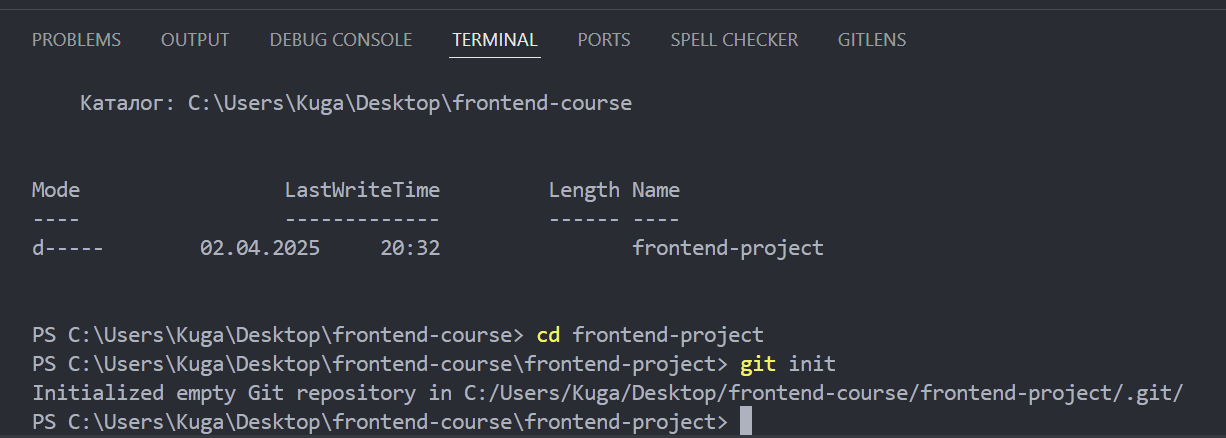 PROBLEMS OUTPUT DEBUG CONSOLE TERMINAL PORTS SPELL CHECKER GITLENS
Каталог: C:\Users\Kuga\Desktop\frontend-course
Mode LastWriteTime Length Name
---- ------------- ------ ----
d----- 02.04.2025 20:32 frontend-project
PS C:\Users\Kuga\Desktop\frontend-course> cd frontend-project
PS C:\Users\Kuga\Desktop\frontend-course\frontend-project> git init
Initialized empty Git repository in C:/Users/Kuga/Desktop/frontend-course/frontend-project/.git/
PS C:\Users\Kuga\Desktop\frontend-course\frontend-project>